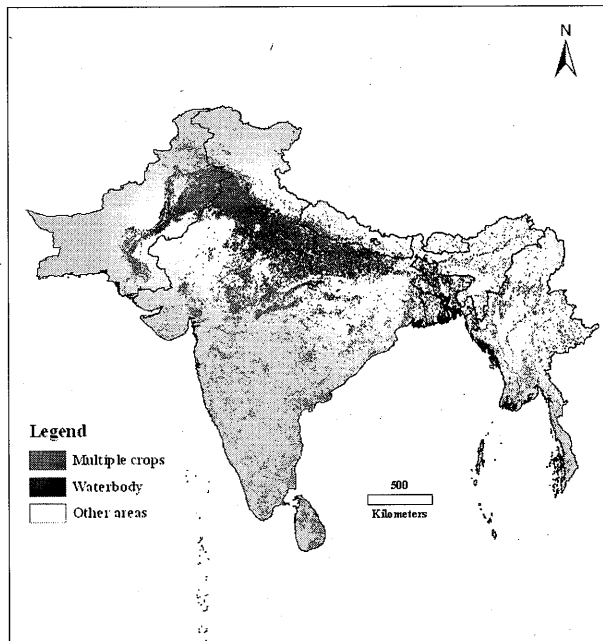 N
Legend
Multiple crops
Waterbody
Other areas
500
Kilometers